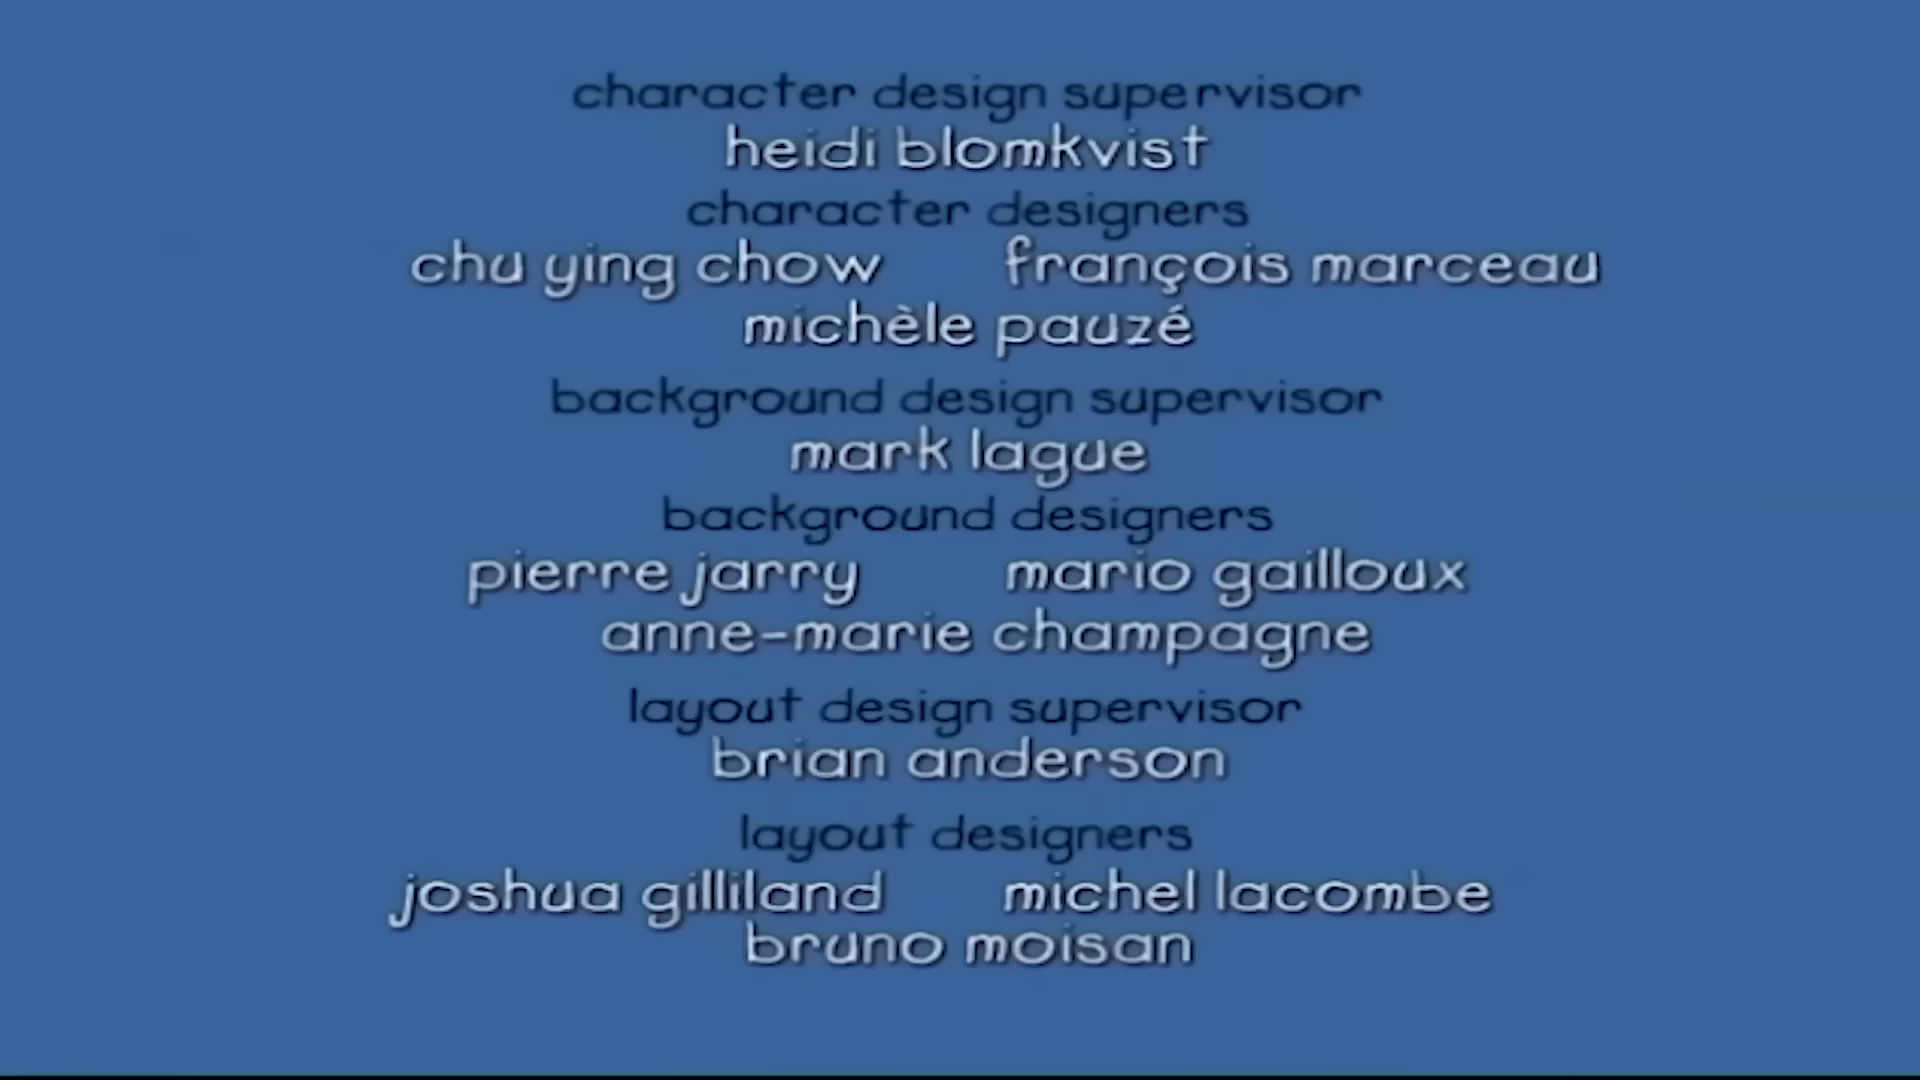 character design supervisor
heidi blomkvist
character designers
chu ying chow françois marceau
michèle pauzé
background design supervisor
mark lague
background designers
pierre jarry mario gailloux
anne-marie champagne
layout design supervisor
brian anderson
layout designers
joshua gilliland michel lacombe
bruno moisan